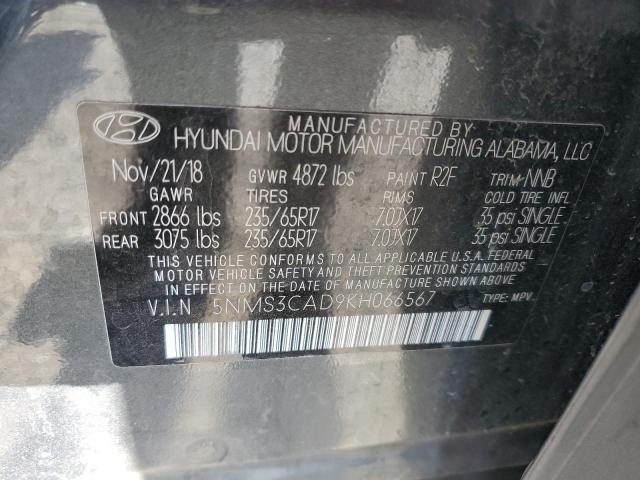 MANUFACTURED BY
HYUNDAI MOTOR MANUFACTURING ALABAMA, LLC
Nov/21/18 GVWR 4872 lbs PAINT R2F TRIM NNB
GAWR TIRES RIMS COLD TIRE INFL
FRONT 2866 lbs 235/65R17 7.0JX17 35 psi SINGLE
REAR 3075 lbs 235/65R17 7.0JX17 35 psi SINGLE
THIS VEHICLE CONFORMS TO ALL APPLICABLE U.S.A FEDERAL
MOTOR VEHICLE SAFETY, BUMPER, AND THEFT PREVENTION STANDARDS
IN EFFECT ON THE DATE OF MANUFACTURE SHOWN ABOVE.
V.I.N 5NMS3CAD9KH066567 TYPE: MPV